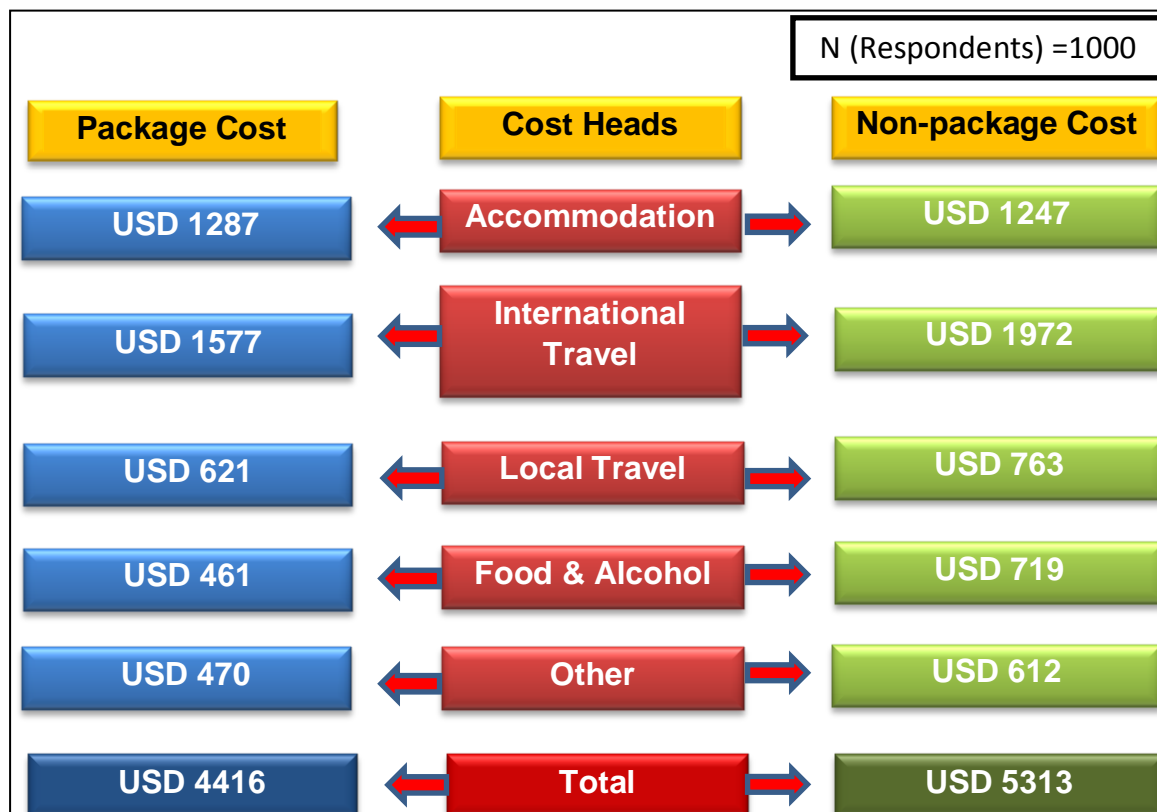 N (Respondents) =1000
Package Cost
Cost Heads
Non-package Cost
USD 1287
Accommodation
USD 1247
USD 1577
International
Travel
USD 1972
USD 621
Local Travel
USD 763
USD 461
Food & Alcohol
USD 719
USD 470
Other
USD 612
USD 4416
Total
USD 5313